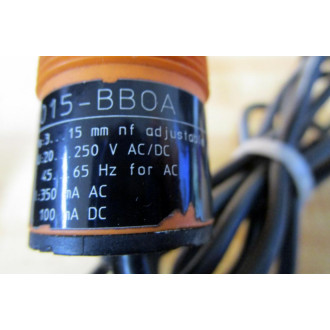 015-BBOA
3...15 mm nf adjustable
20...250 V AC/DC
45...65 Hz for AC
350 mA AC
100 mA DC